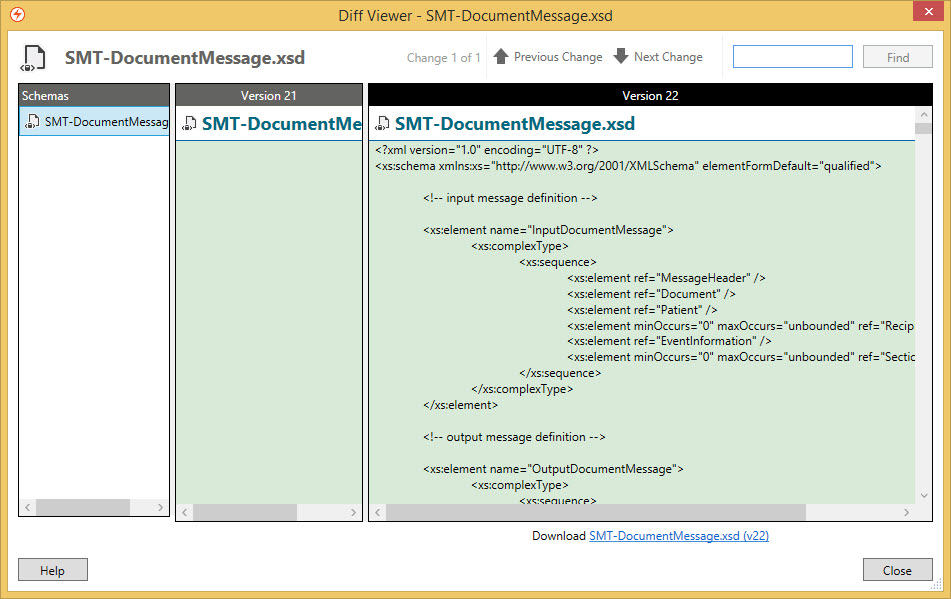 Diff Viewer - SMT-DocumentMessage.xsd
SMT-DocumentMessage.xsd
Change 1 of 1
Previous Change
Next Change
Find
Schemas
SMT-DocumentMessag
Version 21
SMT-DocumentMe
Version 22
SMT-DocumentMessage.xsd
<?xml version="1.0" encoding="UTF-8" ?>
<xs:schema xmlns:xs="http://www.w3.org/2001/XMLSchema" elementFormDefault="qualified">
<!-- input message definition -->
<xs:element name="InputDocumentMessage">
<xs:complexType>
<xs:sequence>
<xs:element ref="MessageHeader" />
<xs:element ref="Document" />
<xs:element ref="Patient" />
<xs:element minOccurs="0" maxOccurs="unbounded" ref="Recip
<xs:element ref="EventInformation" />
<xs:element minOccurs="0" maxOccurs="unbounded" ref="Sectio
</xs:sequence>
</xs:complexType>
</xs:element>
<!-- output message definition -->
<xs:element name="OutputDocumentMessage">
<xs:complexType>
<xs:sequence>
Download SMT-DocumentMessage.xsd (v22)
Help
Close